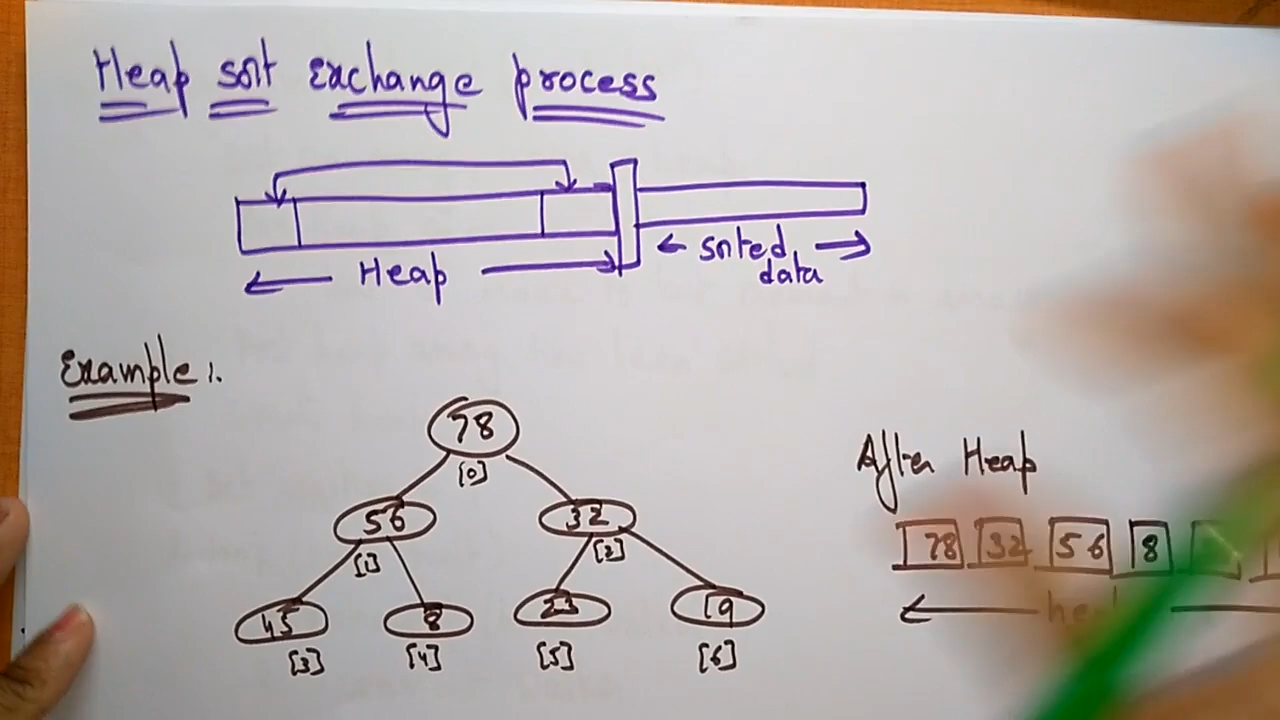 Heap sort Exchange process
Heap
sorted
data
Example:
78
[0]
56 32
[1] [2]
45 8 23 19
[3] [4] [5] [6]
After Heap
78 32 56 8